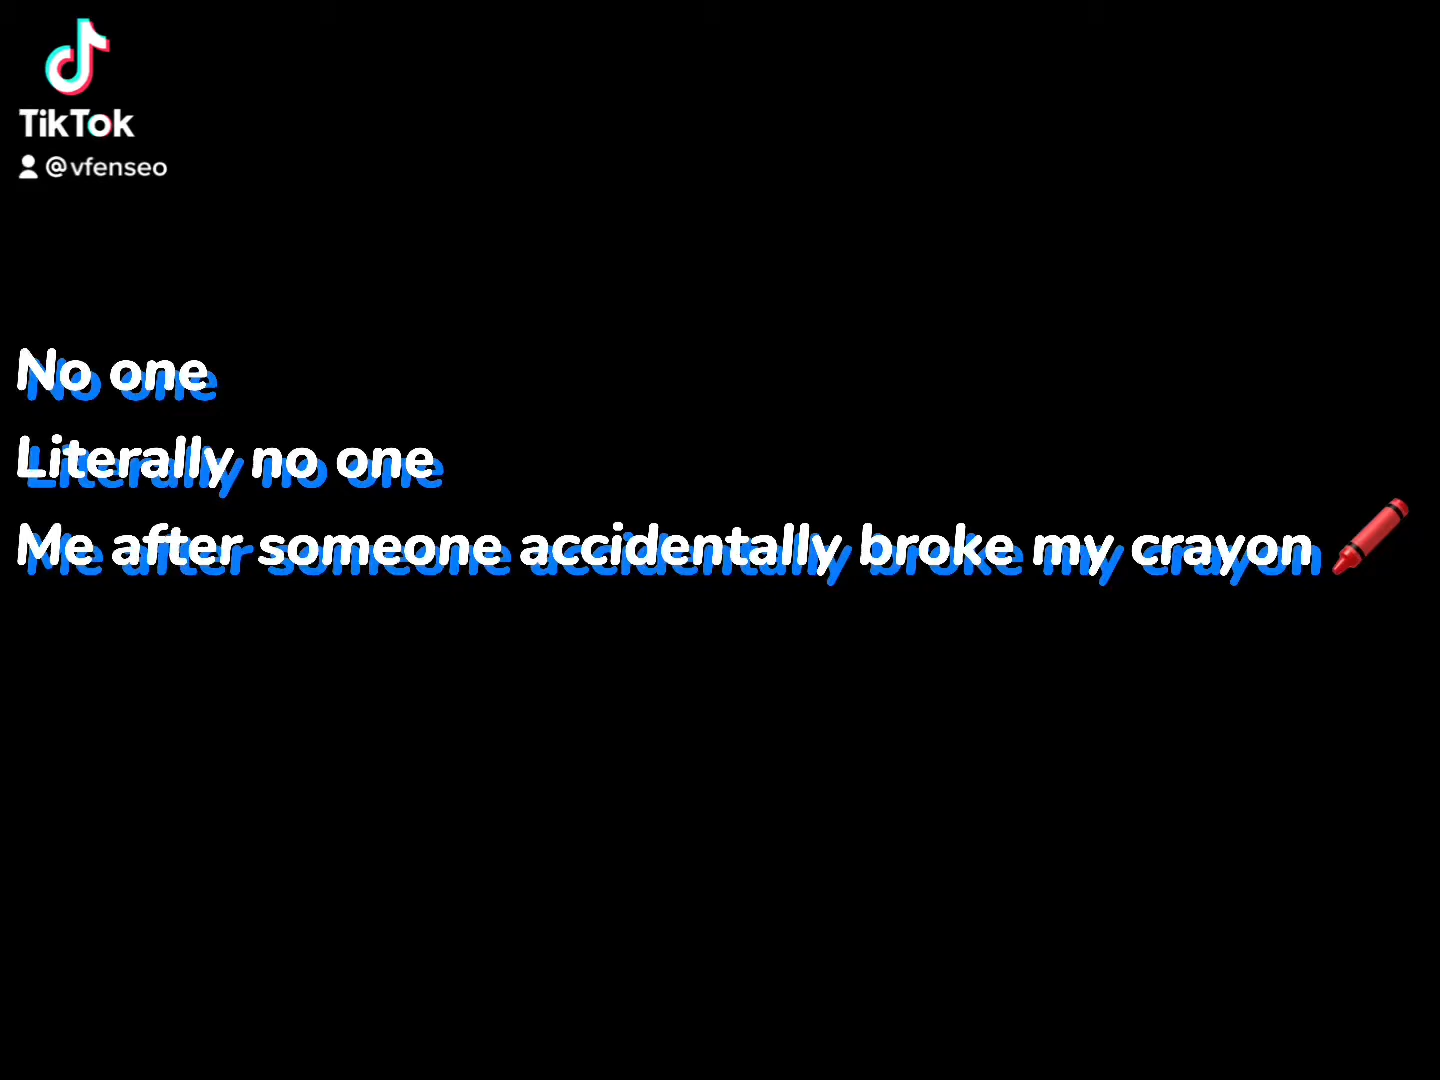 TikTok
@vfenseo
No one
Literally no one
Me after someone accidentally broke my crayon 🖍️